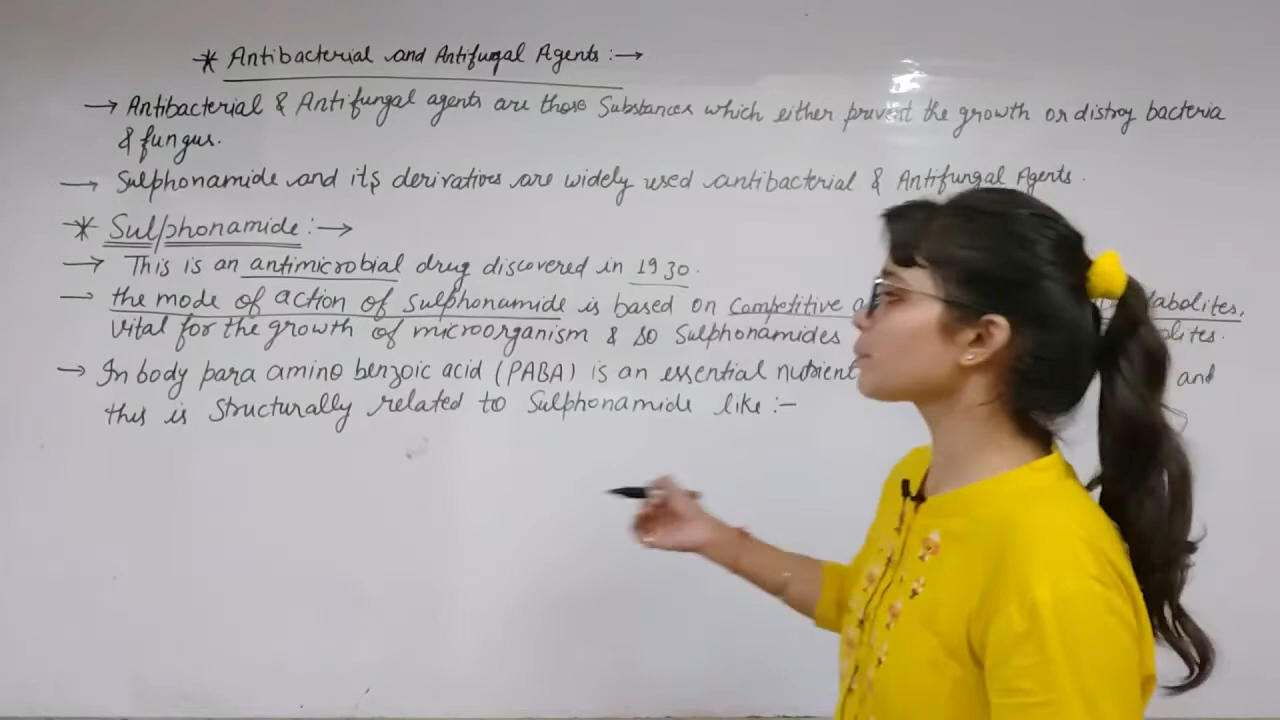 * Antibacterial and Antifungal Agents :→
→ Antibacterial & Antifungal agents are those Substances which either prevent the growth or distroy bacteria
& fungus.
→ Sulphonamide and its derivatives are widely used antibacterial & Antifungal Agents.
* Sulphonamide :→
→ This is an antimicrobial drug discovered in 1930.
→ the mode of action of sulphonamide is based on Competitive
vital for the growth of microorganism & so Sulphonamides
→ In body para amino benzoic acid (PABA) is an essential nutrient and
this is structurally related to Sulphonamide like :-